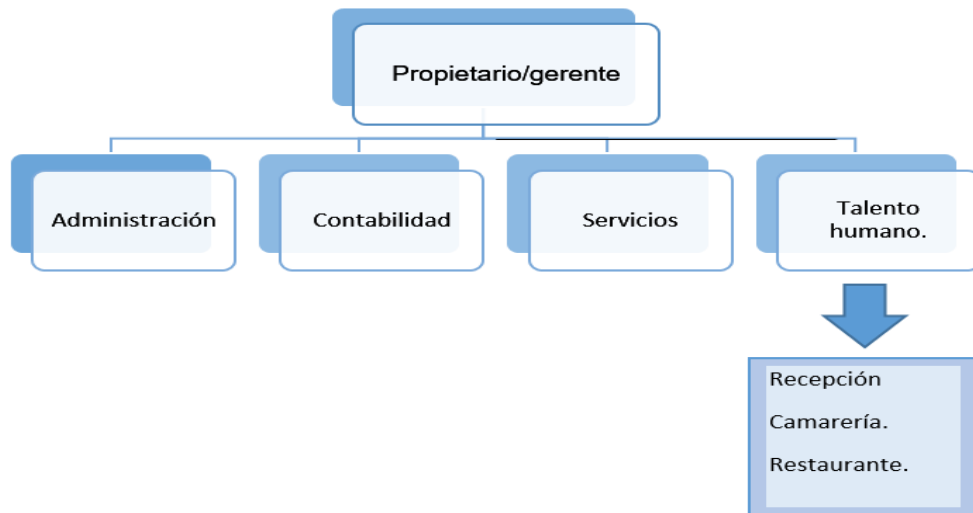 Propietario/gerente
Administración
Contabilidad
Servicios
Talento
humano.
Recepción
Camarería.
Restaurante.